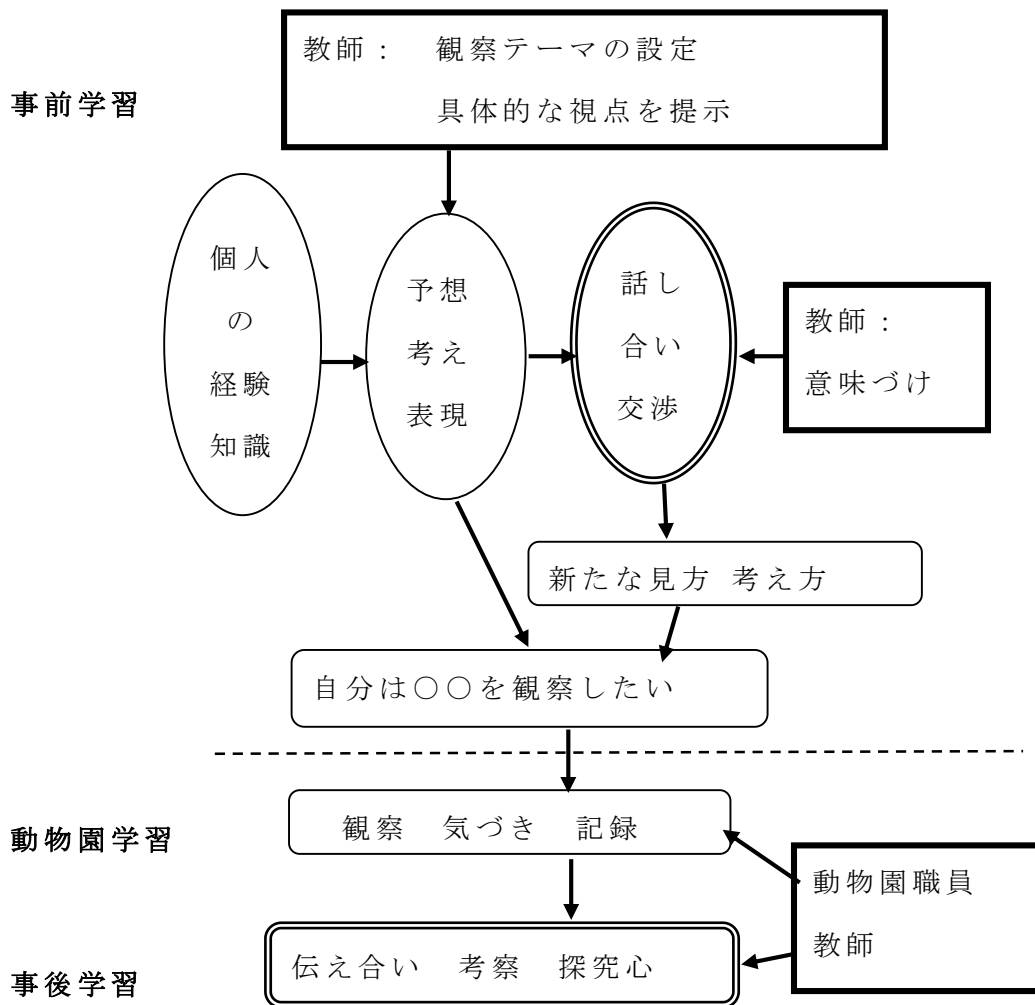 教師： 観察テーマの設定
具体的な視点を提示
事前学習
個人
の
経験
知識
予想
考え
表現
話し
合い
交渉
教師：
意味づけ
新たな見方 考え方
自分は〇〇を観察したい
動物園学習
観察 気づき 記録
動物園職員
教師
事後学習
伝え合い 考察 探究心